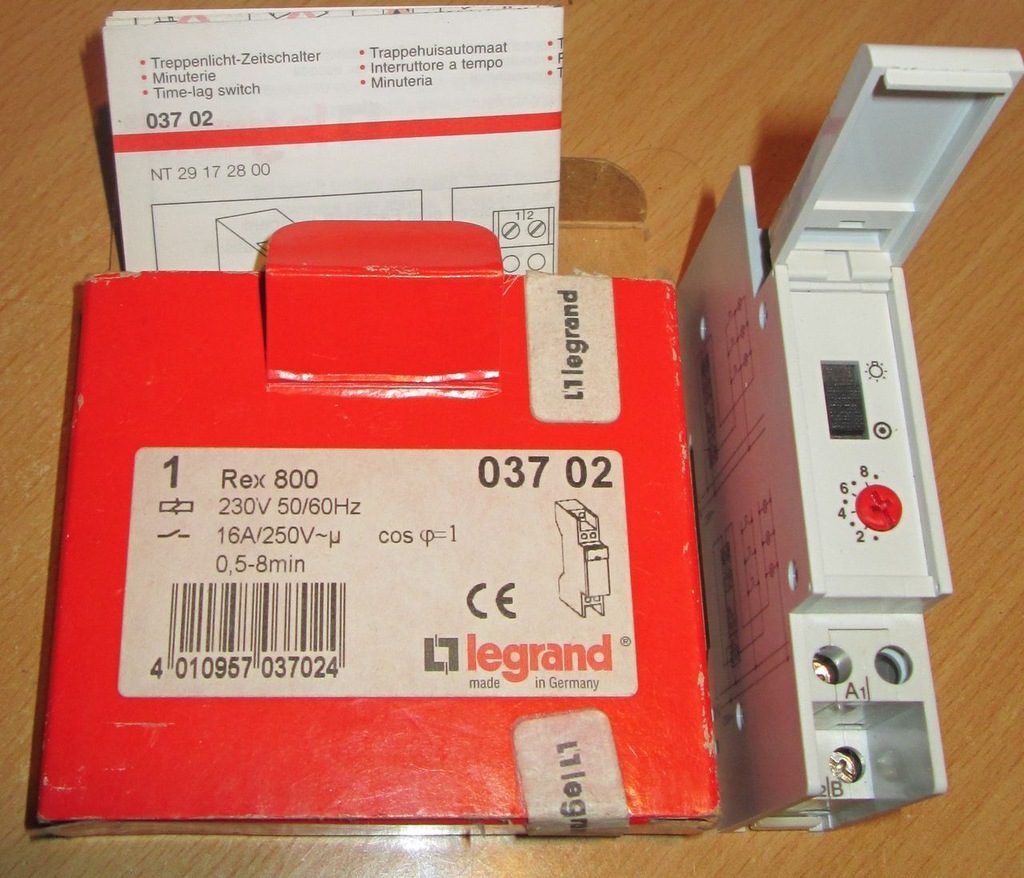 • Treppenlicht-Zeitschalter
• Minuterie
• Time-lag switch
• Trappehuisautomaat
• Interruttore a tempo
• Minuteria
037 02
NT 29 17 28 00
1 2
legrand
1 Rex 800
037 02
230V 50/60Hz
16A/250V~µ cos φ=1
0,5-8min
CE
4 010957 037024
legrand®
made in Germany
legr
8
6
4
2
A1
B